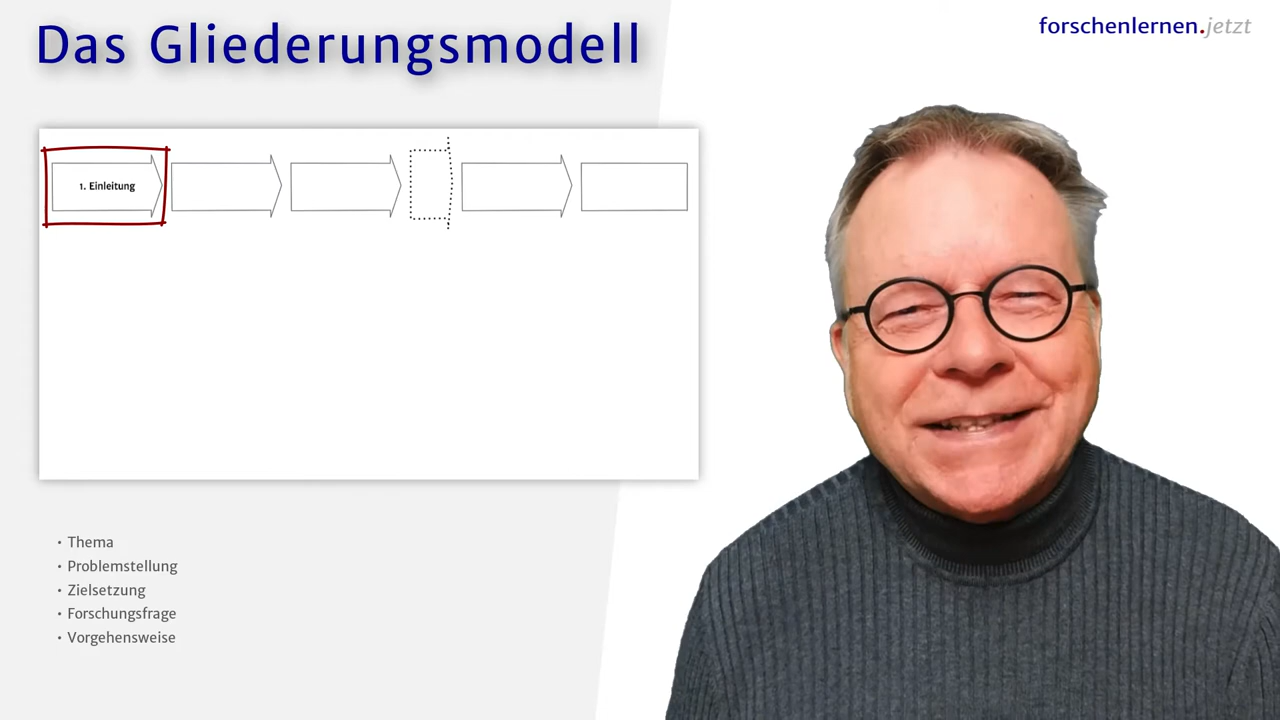 Das Gliederungsmodell
forschenlernen.jetzt
1. Einleitung
• Thema
• Problemstellung
• Zielsetzung
• Forschungsfrage
• Vorgehensweise